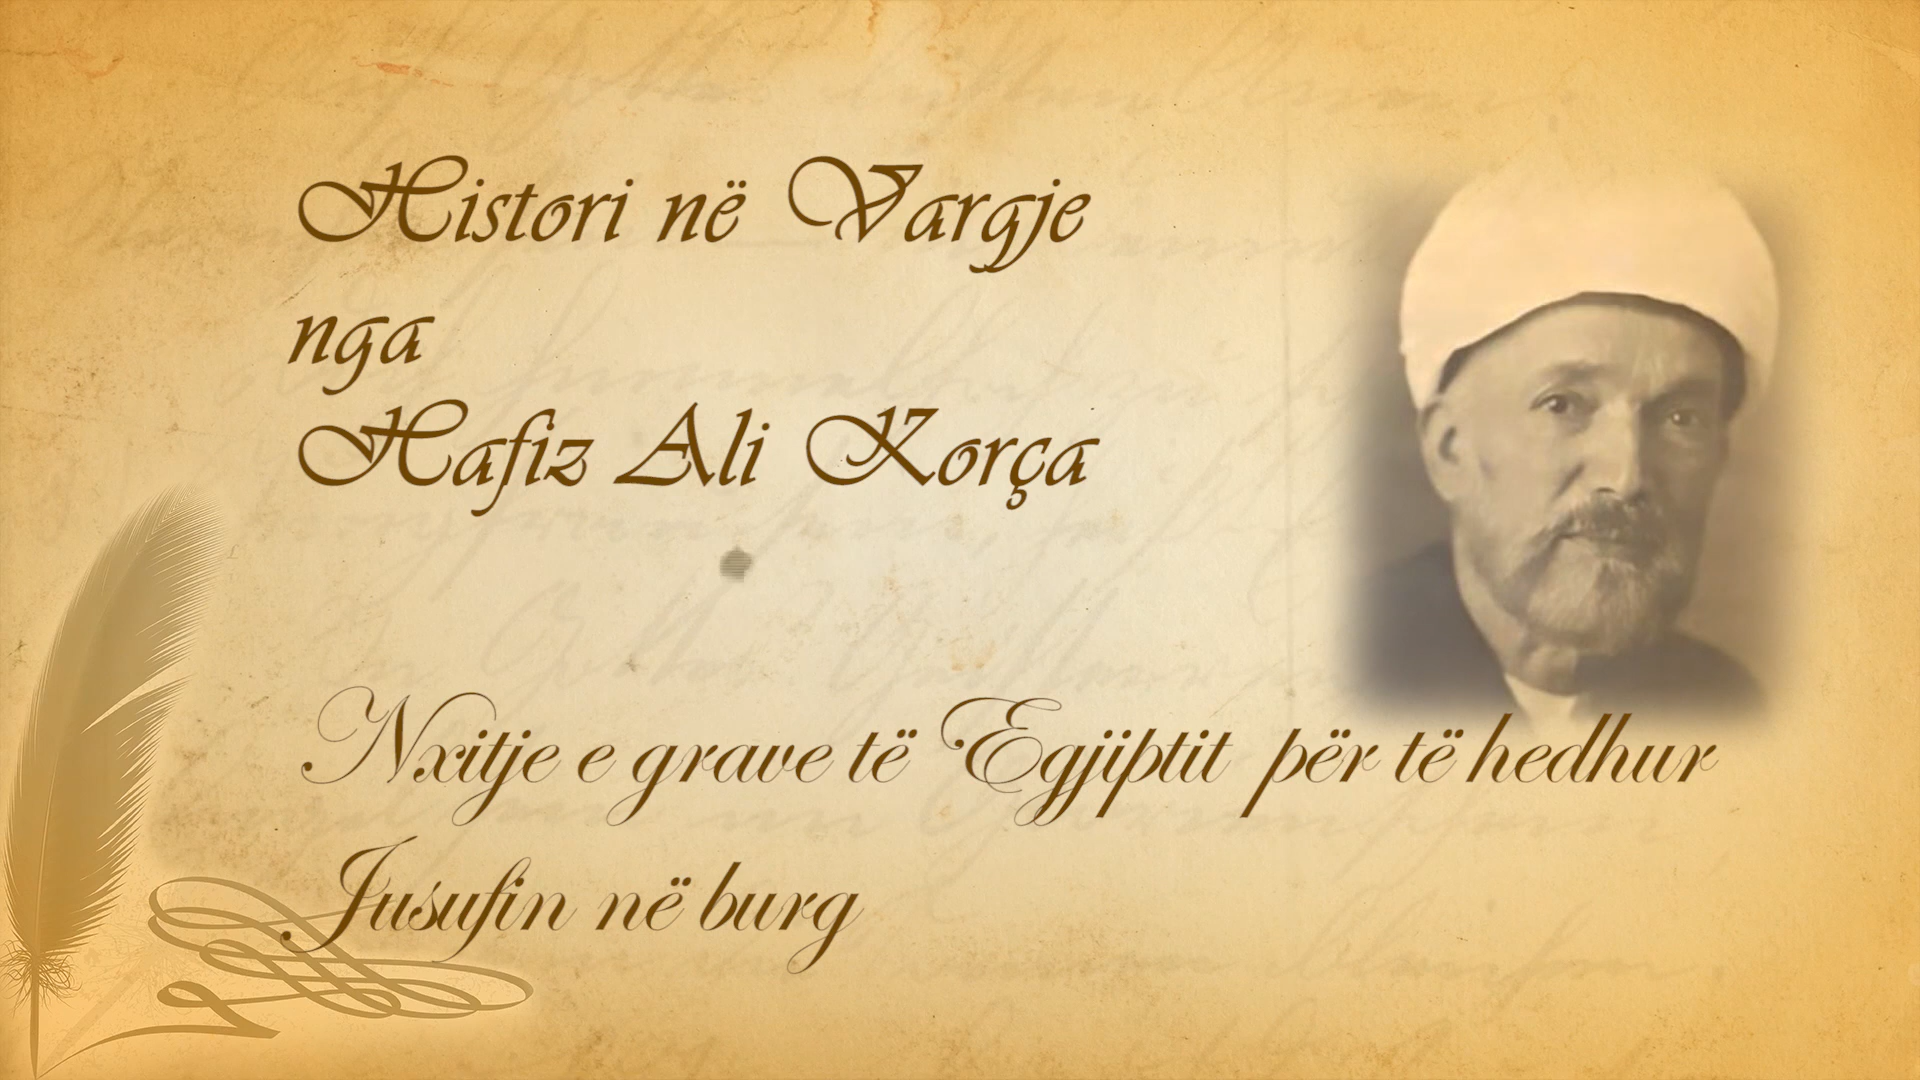 Histori në Vargje
nga
Hafiz Ali Korça
Nxitje e grave të Egjiptit për të hedhur
Jusufin në burg